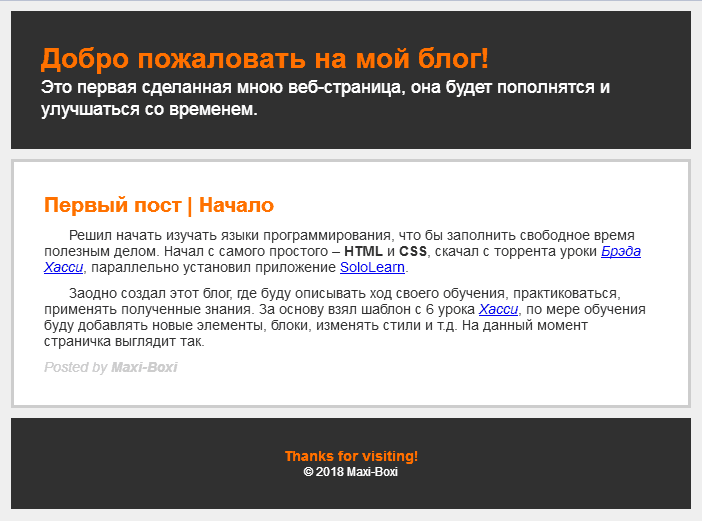 Добро пожаловать на мой блог!
Это первая сделанная мною веб-страница, она будет пополнятся и
улучшаться со временем.
Первый пост | Начало
Решил начать изучать языки программирования, что бы заполнить свободное время
полезным делом. Начал с самого простого – HTML и CSS, скачал с торрента уроки Брэда
Хасси, параллельно установил приложение SoloLearn.
Заодно создал этот блог, где буду описывать ход своего обучения, практиковаться,
применять полученные знания. За основу взял шаблон с 6 урока Хасси, по мере обучения
буду добавлять новые элементы, блоки, изменять стили и т.д. На данный момент
страничка выглядит так.
Posted by Maxi-Boxi
Thanks for visiting!
© 2018 Maxi-Boxi